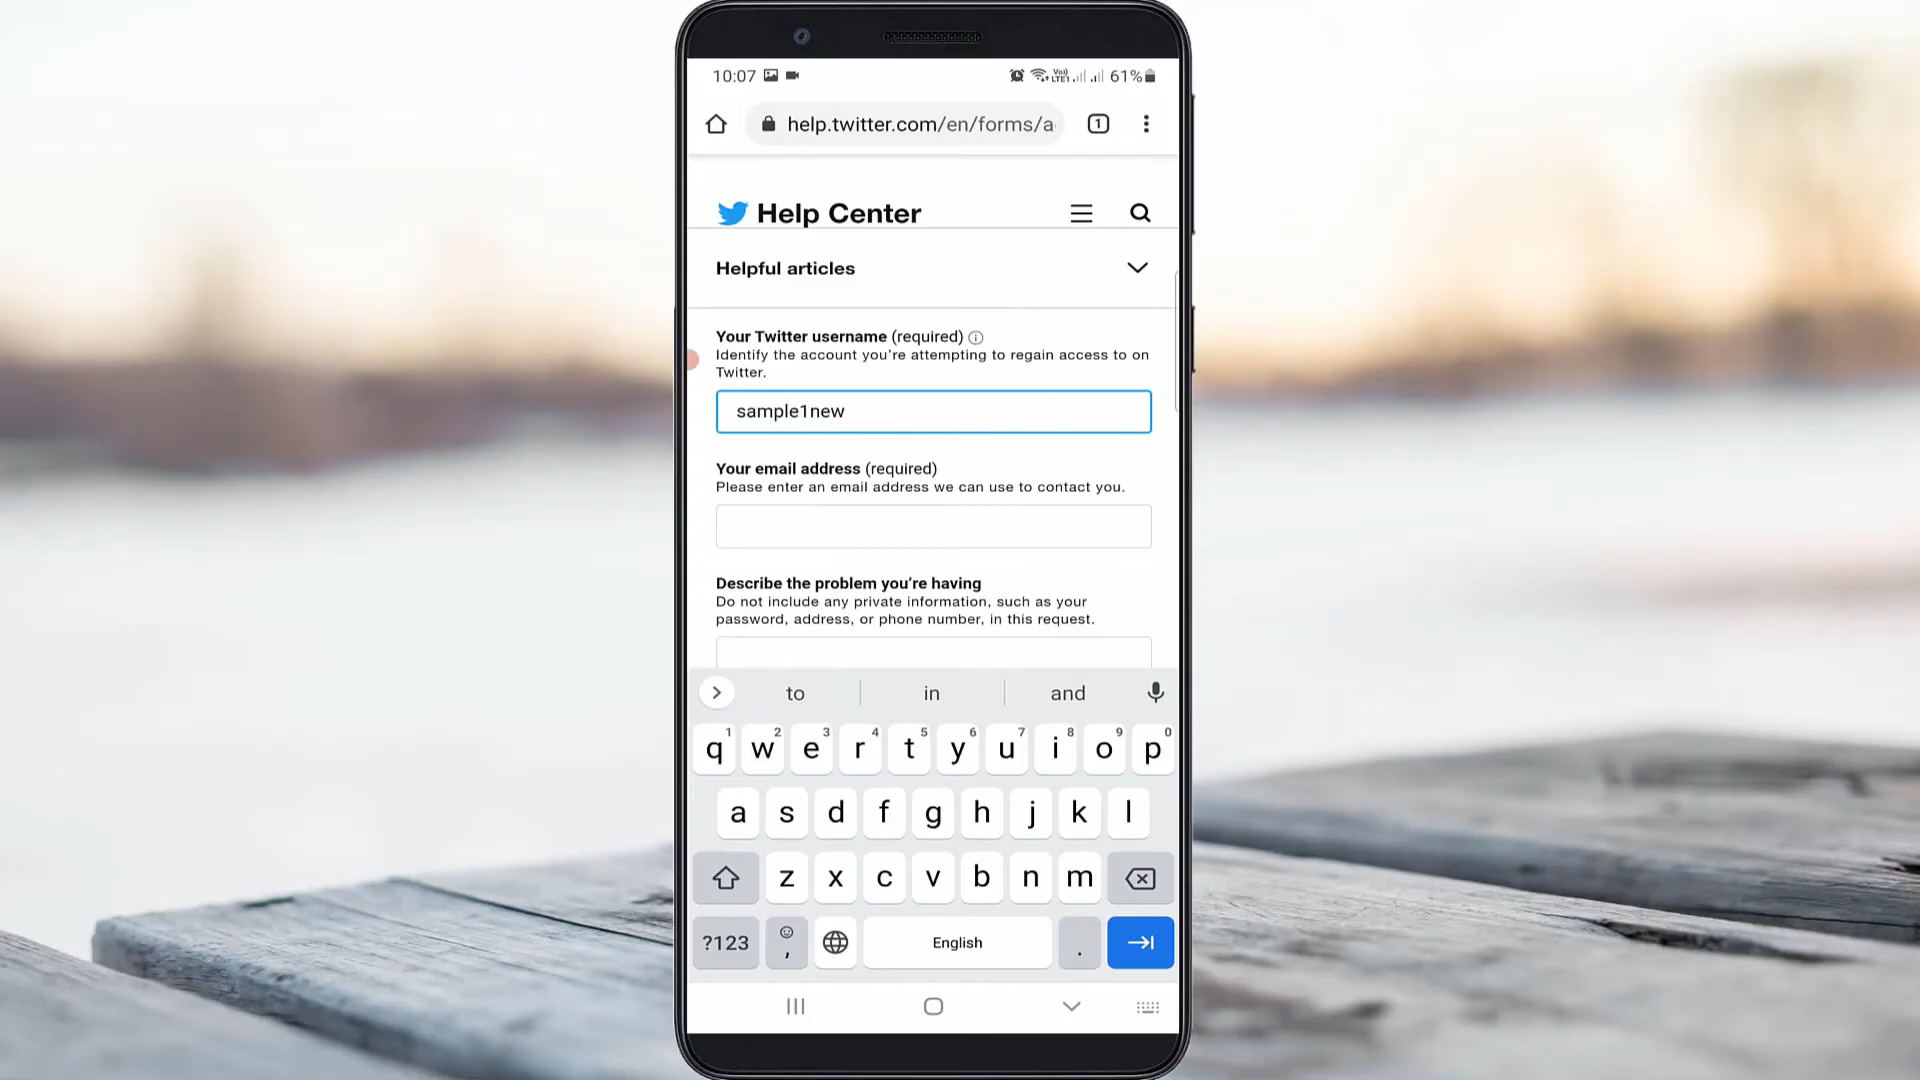 10:07 Vo) LTE1 61%
help.twitter.com/en/forms/a 1
Help Center
Helpful articles
Your Twitter username (required)
Identify the account you're attempting to regain access to on
Twitter.
sample1new
Your email address (required)
Please enter an email address we can use to contact you.
Describe the problem you're having
Do not include any private information, such as your
password, address, or phone number, in this request.
to in and
1 2 3 4 5 6 7 8 9 0
q w e r t y u i o p
a s d f g h j k l
z x c v b n m
?123 , English .